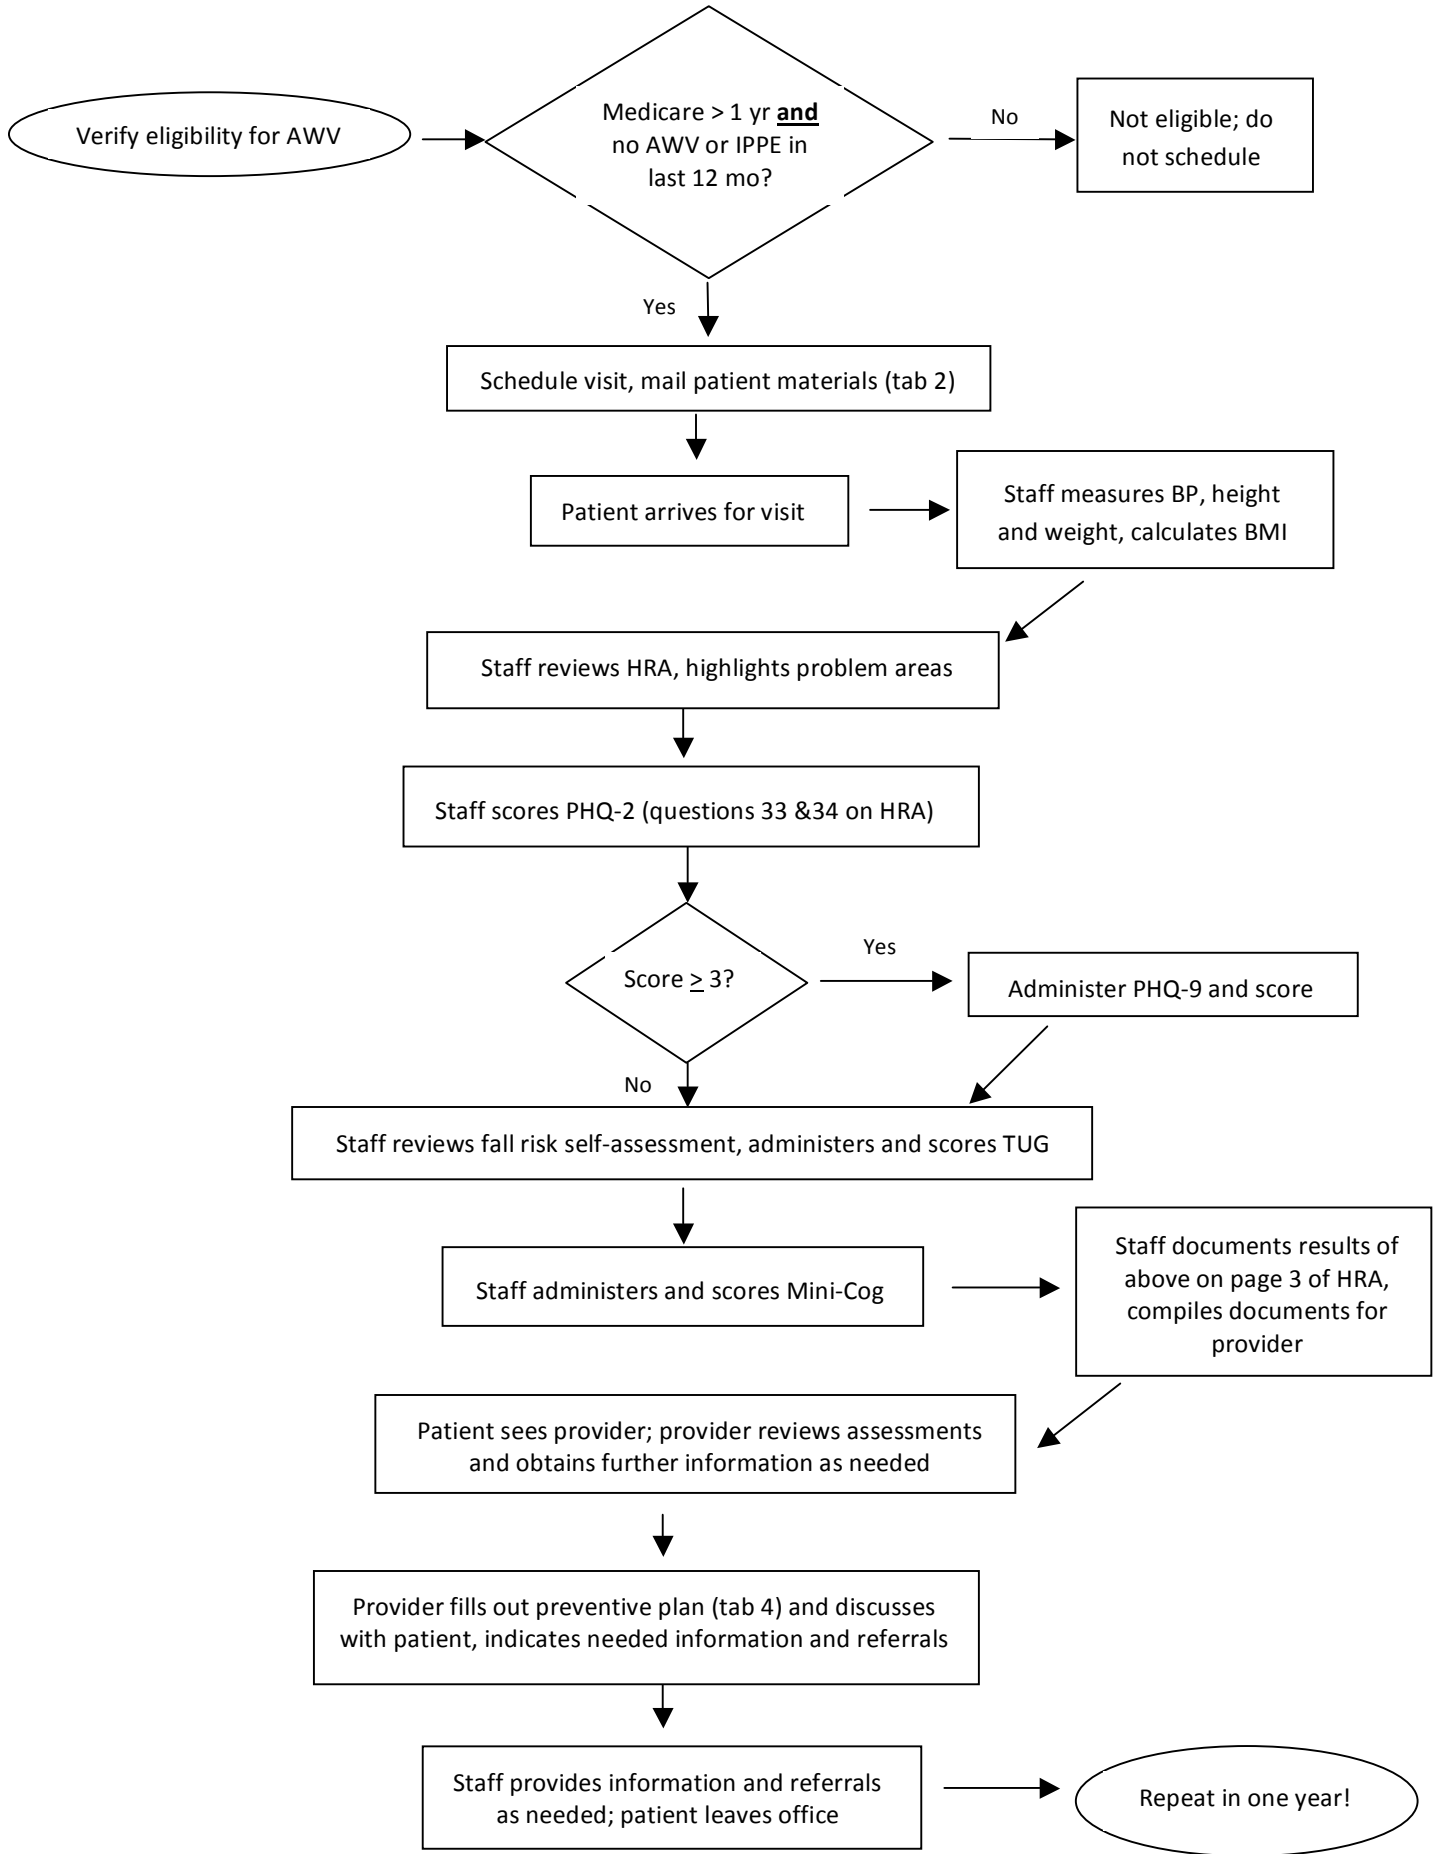 Verify eligibility for AWV
Medicare > 1 yr and
no AWV or IPPE in
last 12 mo?
No
Not eligible; do
not schedule
Yes
Schedule visit, mail patient materials (tab 2)
Patient arrives for visit
Staff measures BP, height
and weight, calculates BMI
Staff reviews HRA, highlights problem areas
Staff scores PHQ-2 (questions 33 &34 on HRA)
Score ≥ 3?
Yes
Administer PHQ-9 and score
No
Staff reviews fall risk self-assessment, administers and scores TUG
Staff administers and scores Mini-Cog
Staff documents results of
above on page 3 of HRA,
compiles documents for
provider
Patient sees provider; provider reviews assessments
and obtains further information as needed
Provider fills out preventive plan (tab 4) and discusses
with patient, indicates needed information and referrals
Staff provides information and referrals
as needed; patient leaves office
Repeat in one year!